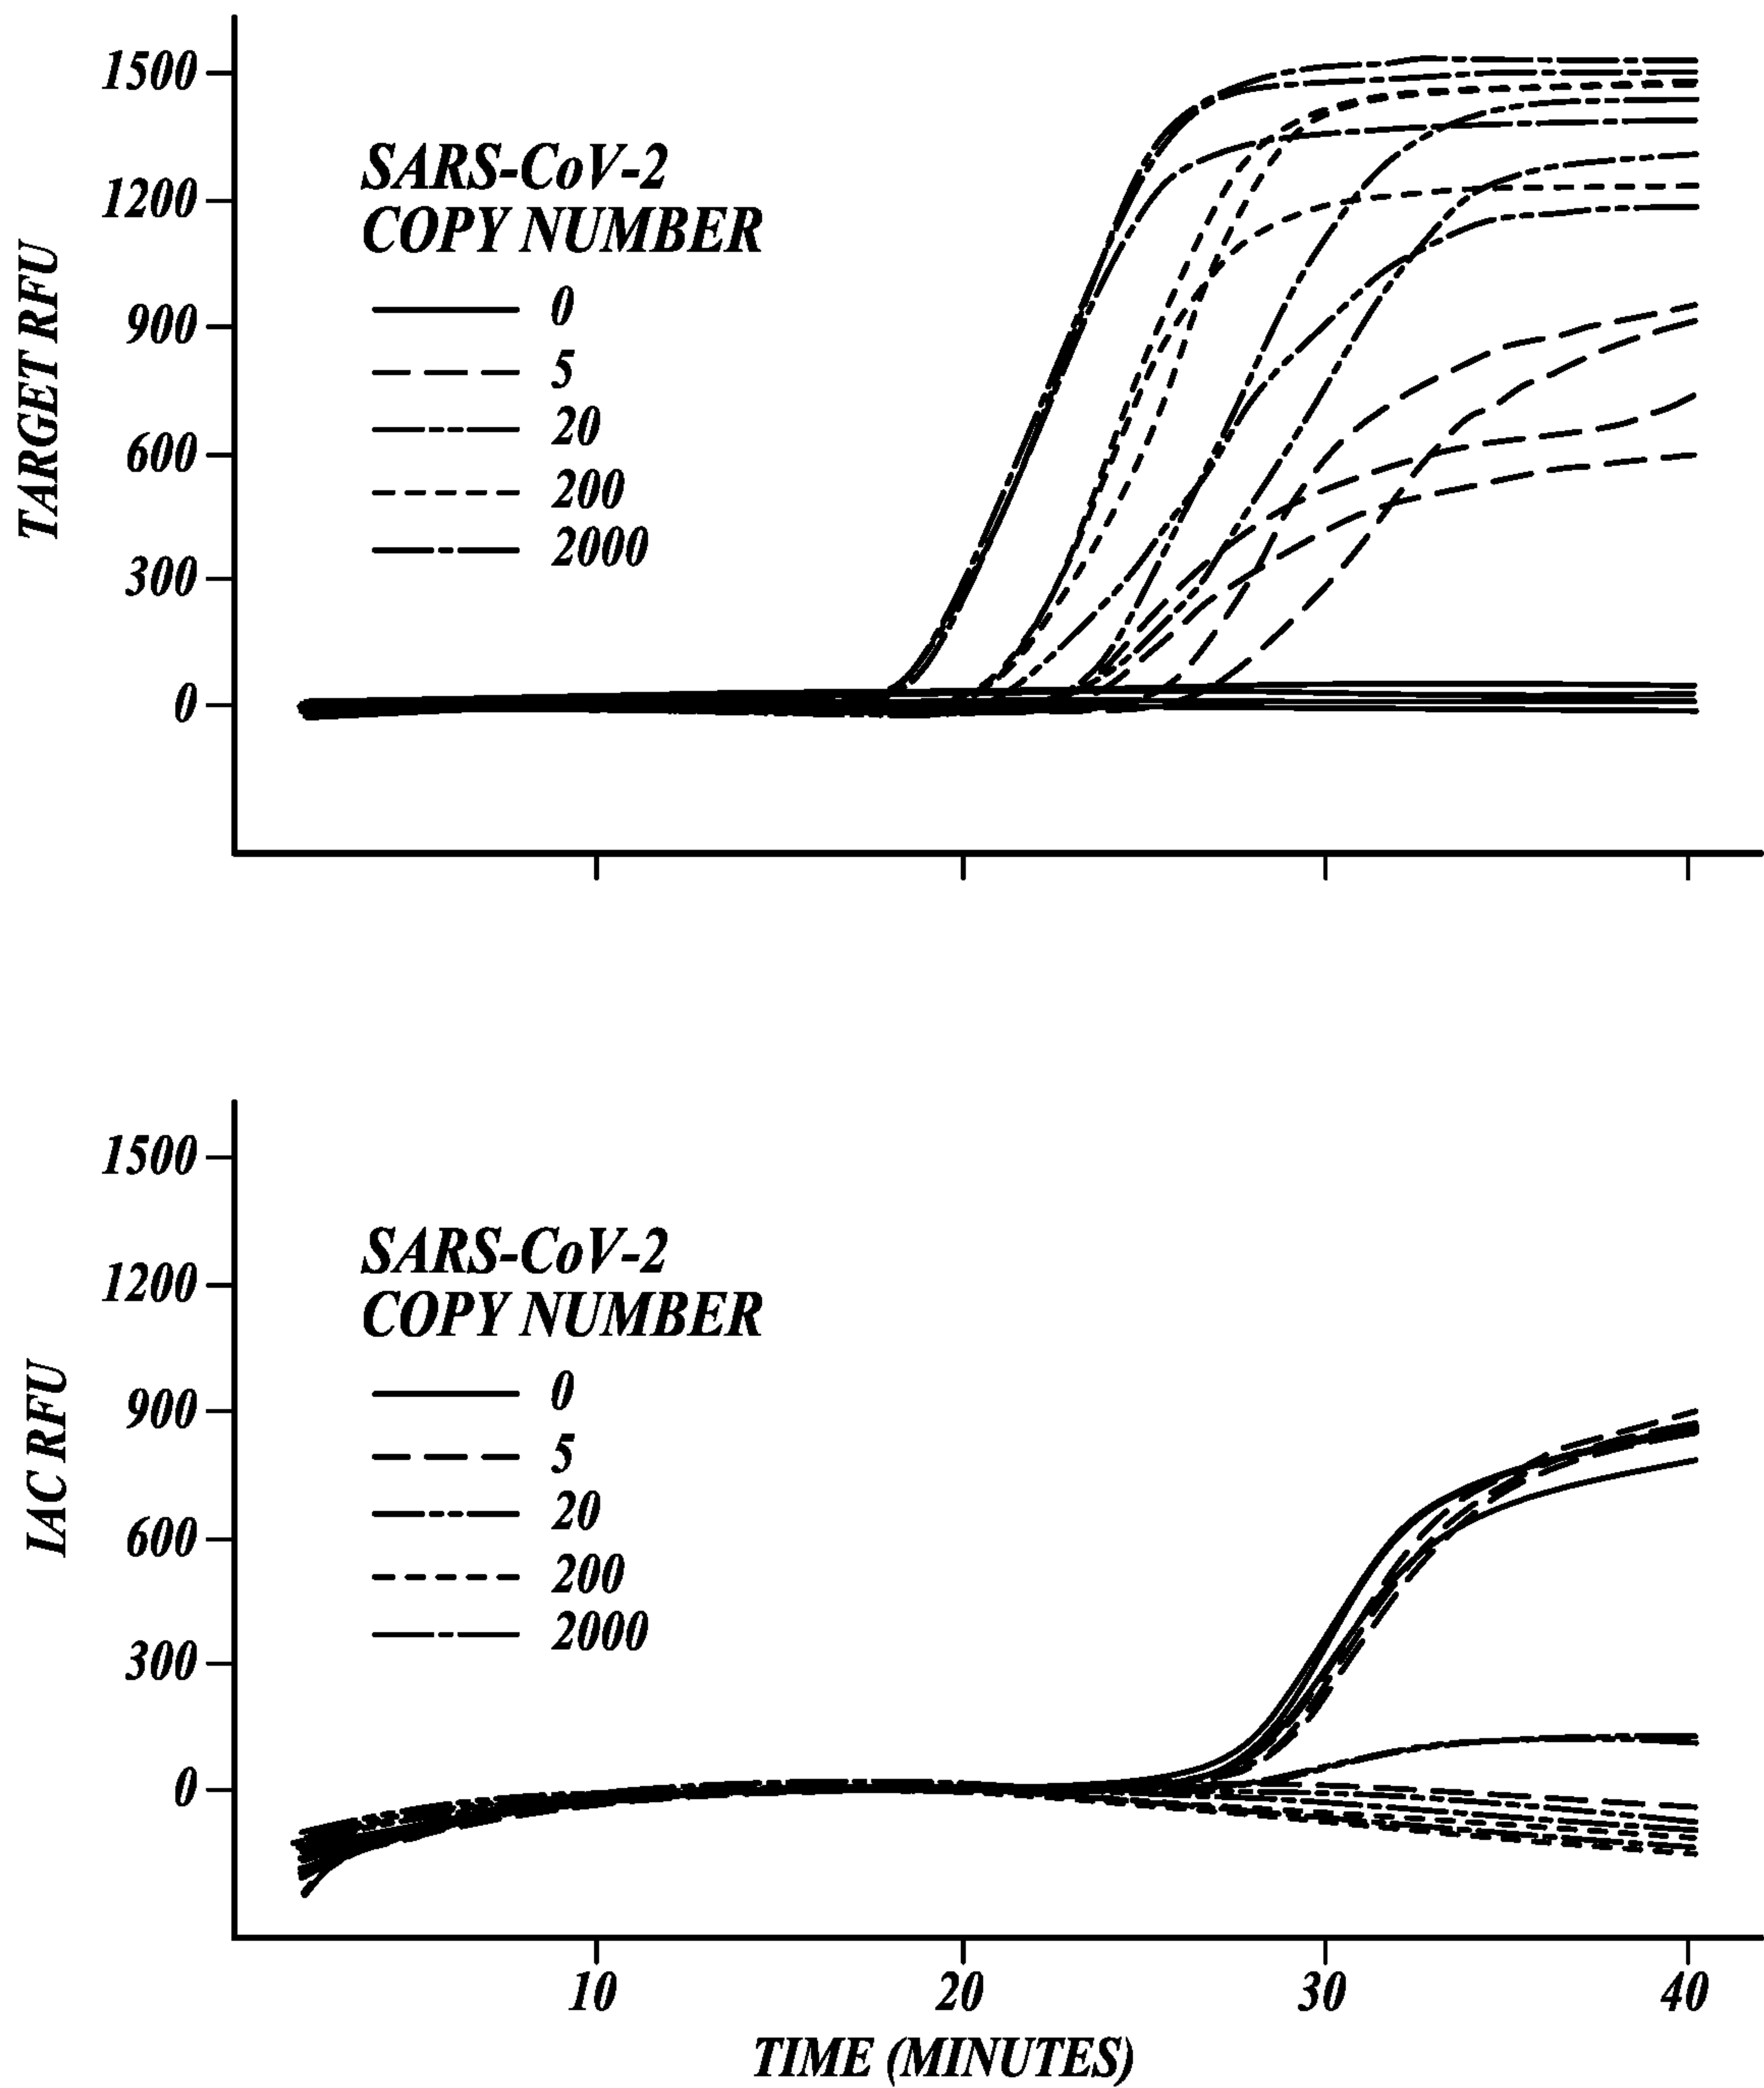 TARGET RFU
1500
1200
900
600
300
0
SARS-CoV-2
COPY NUMBER
0
5
20
200
2000
IAC RFU
1500
1200
900
600
300
0
SARS-CoV-2
COPY NUMBER
0
5
20
200
2000
10 20 30 40
TIME (MINUTES)